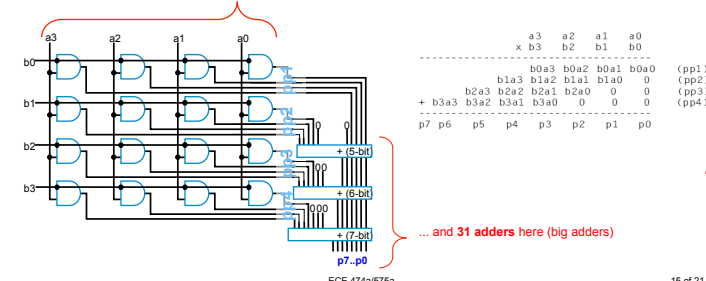 a3 a2 a1 a0
b0
pp1
b1
pp2
0 0
+ (5-bit)
b2
pp3
00
+ (6-bit)
b3
pp4
000
+ (7-bit)
p7..p0
a3 a2 a1 a0
x b3 b2 b1 b0
b0a3 b0a2 b0a1 b0a0 (pp1)
b1a3 b1a2 b1a1 b1a0 0 (pp2)
b2a3 b2a2 b2a1 b2a0 0 0 (pp3)
+ b3a3 b3a2 b3a1 b3a0 0 0 0 (pp4)
p7 p6 p5 p4 p3 p2 p1 p0
... and 31 adders here (big adders)
ECE 474a/575a
15 of 21